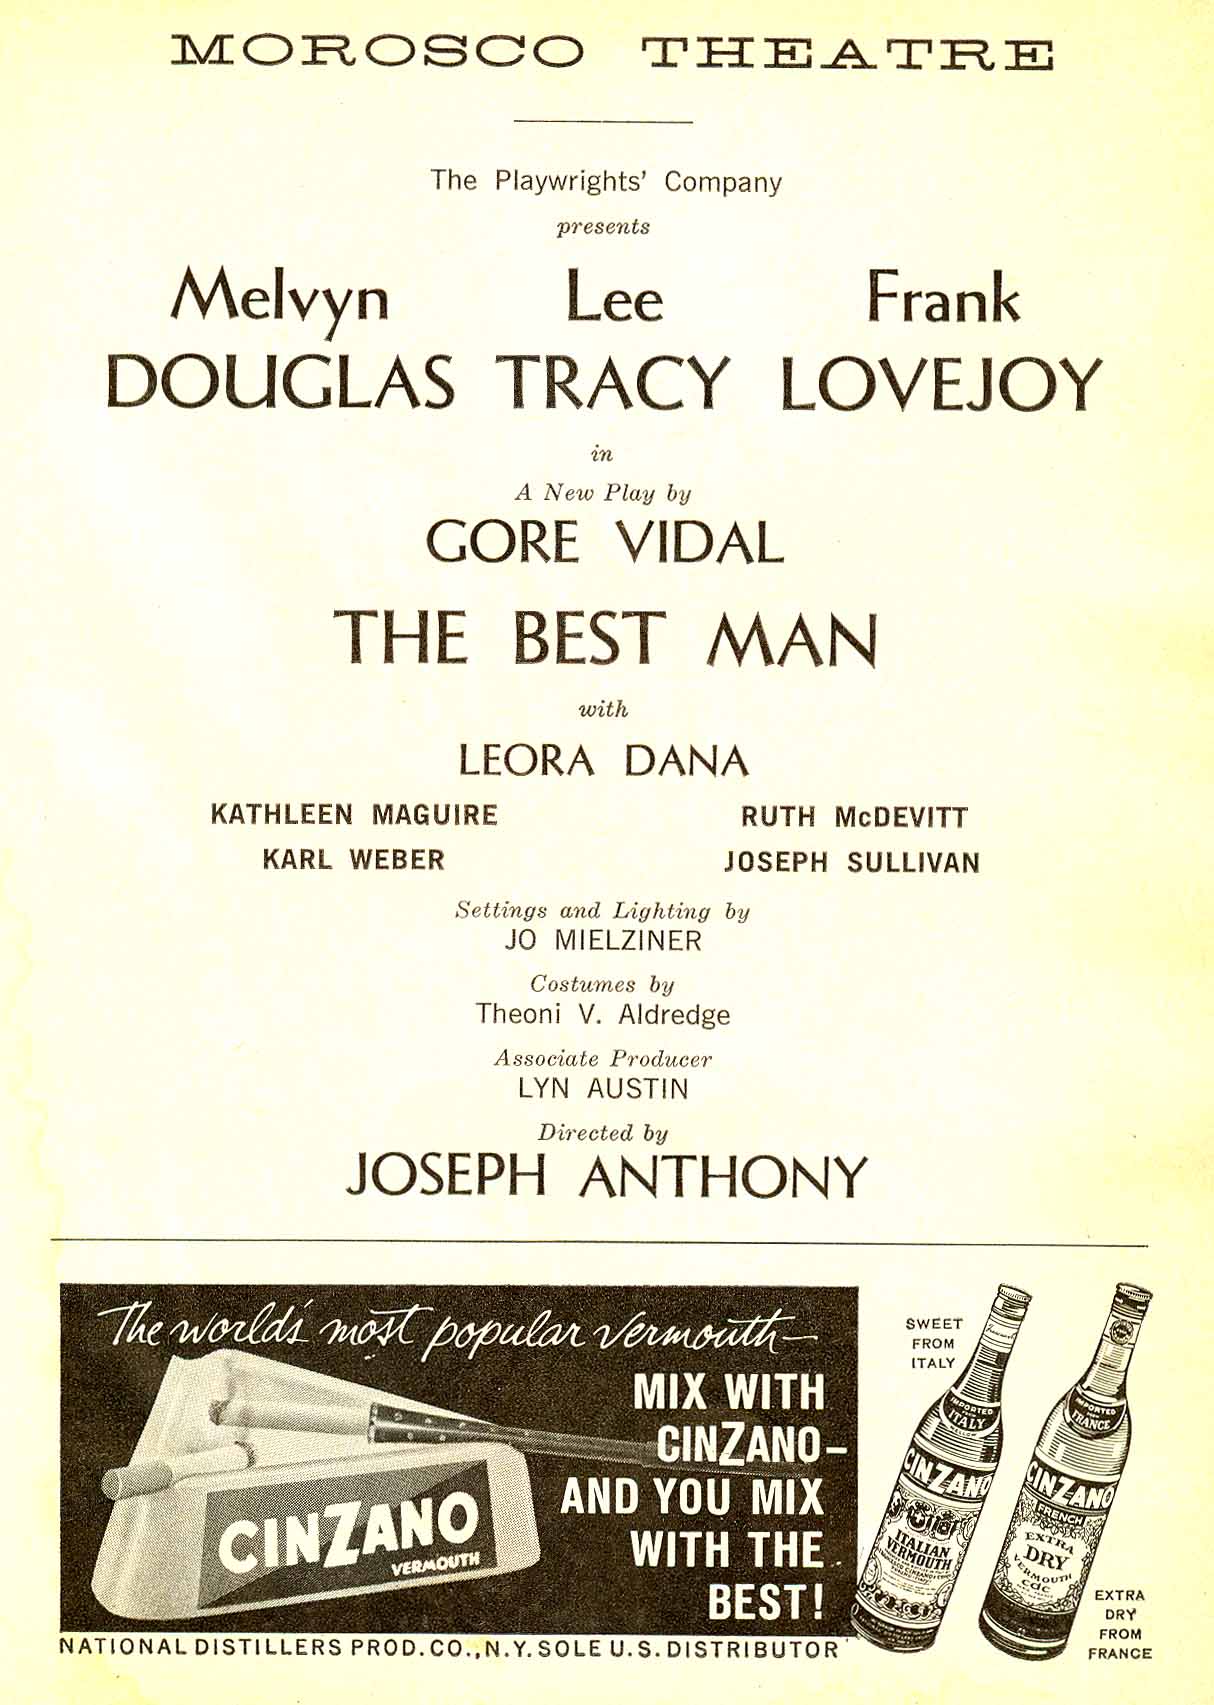 MOROSCO THEATRE
The Playwrights' Company
presents
Melvyn Lee Frank
DOUGLAS TRACY LOVEJOY
in
A New Play by
GORE VIDAL
THE BEST MAN
with
LEORA DANA
KATHLEEN MAGUIRE RUTH McDEVITT
KARL WEBER JOSEPH SULLIVAN
Settings and Lighting by
JO MIELZINER
Costumes by
Theoni V. Aldredge
Associate Producer
LYN AUSTIN
Directed by
JOSEPH ANTHONY
The world's most popular vermouth—
MIX WITH
CINZANO–
AND YOU MIX
WITH THE
BEST!
CINZANO
VERMOUTH
SWEET
FROM
ITALY
IMPORTED
ITALY
CINZANO
ITALIAN
VERMOUTH
IMPORTED
FRANCE
CINZANO
FRENCH
EXTRA
DRY
VERMOUTH
EXTRA
DRY
FROM
FRANCE
NATIONAL DISTILLERS PROD. CO., N.Y. SOLE U.S. DISTRIBUTOR